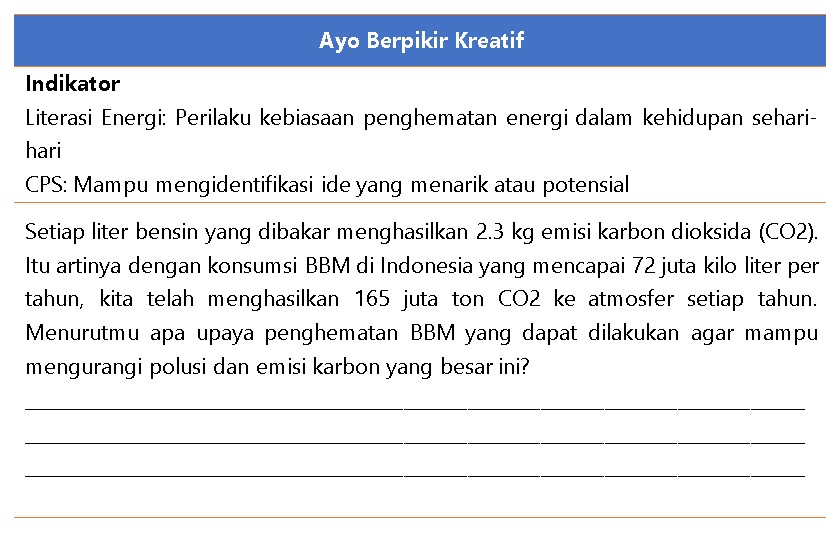 Ayo Berpikir Kreatif
Indikator
Literasi Energi: Perilaku kebiasaan penghematan energi dalam kehidupan sehari-
hari
CPS: Mampu mengidentifikasi ide yang menarik atau potensial
Setiap liter bensin yang dibakar menghasilkan 2.3 kg emisi karbon dioksida (CO2).
Itu artinya dengan konsumsi BBM di Indonesia yang mencapai 72 juta kilo liter per
tahun, kita telah menghasilkan 165 juta ton CO2 ke atmosfer setiap tahun.
Menurutmu apa upaya penghematan BBM yang dapat dilakukan agar mampu
mengurangi polusi dan emisi karbon yang besar ini?